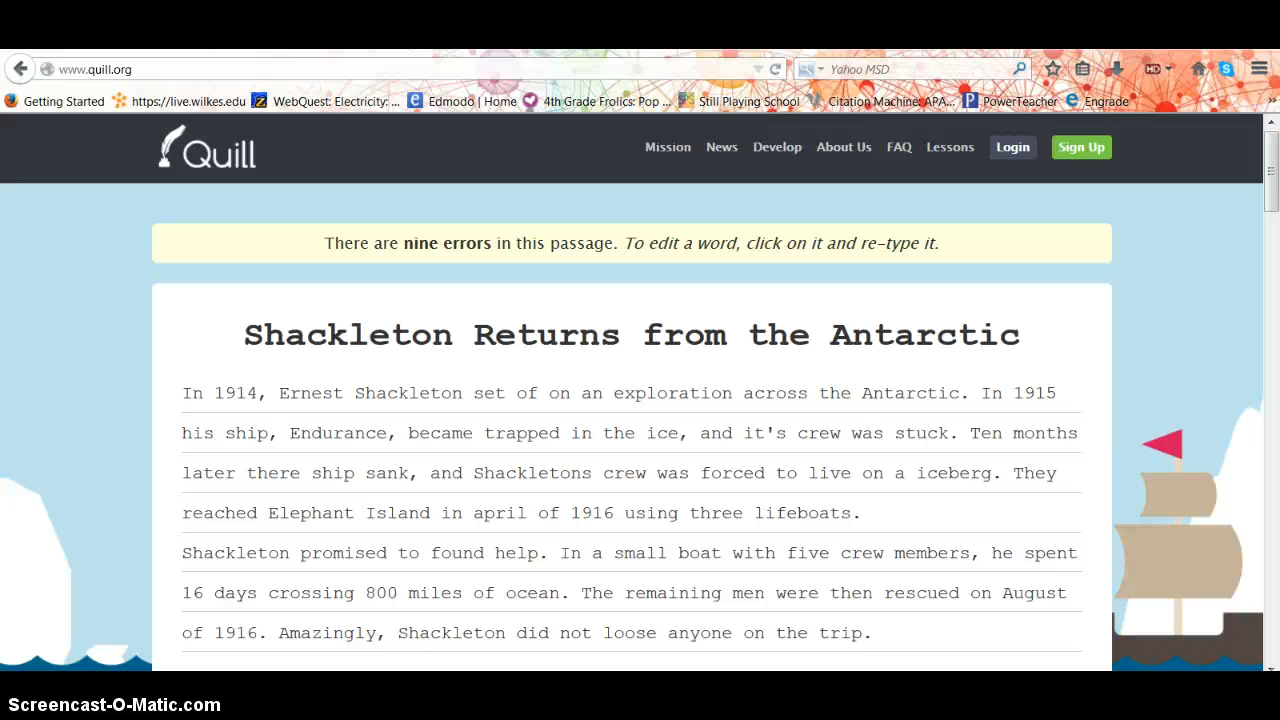 www.quill.org
Yahoo MSD
HD
Getting Started https://live.wilkes.edu WebQuest: Electricity: ... Edmodo | Home 4th Grade Frolics: Pop ... Still Playing School Citation Machine: APA... PowerTeacher Engrade
Quill
Mission News Develop About Us FAQ Lessons Login Sign Up
There are nine errors in this passage. To edit a word, click on it and re-type it.
Shackleton Returns from the Antarctic
In 1914, Ernest Shackleton set of on an exploration across the Antarctic. In 1915
his ship, Endurance, became trapped in the ice, and it's crew was stuck. Ten months
later there ship sank, and Shackletons crew was forced to live on a iceberg. They
reached Elephant Island in april of 1916 using three lifeboats.
Shackleton promised to found help. In a small boat with five crew members, he spent
16 days crossing 800 miles of ocean. The remaining men were then rescued on August
of 1916. Amazingly, Shackleton did not loose anyone on the trip.
Screencast-O-Matic.com